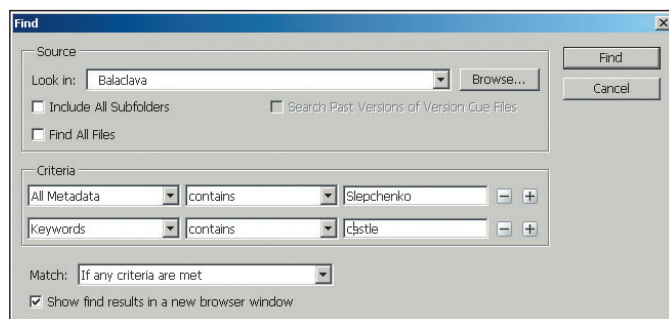 Find
Source
Look in: Balaclava Browse...
Include All Subfolders Search Past Versions of Version Cue Files
Find All Files
Find
Cancel
Criteria
All Metadata contains Slepchenko
Keywords contains castle
Match: If any criteria are met
Show find results in a new browser window